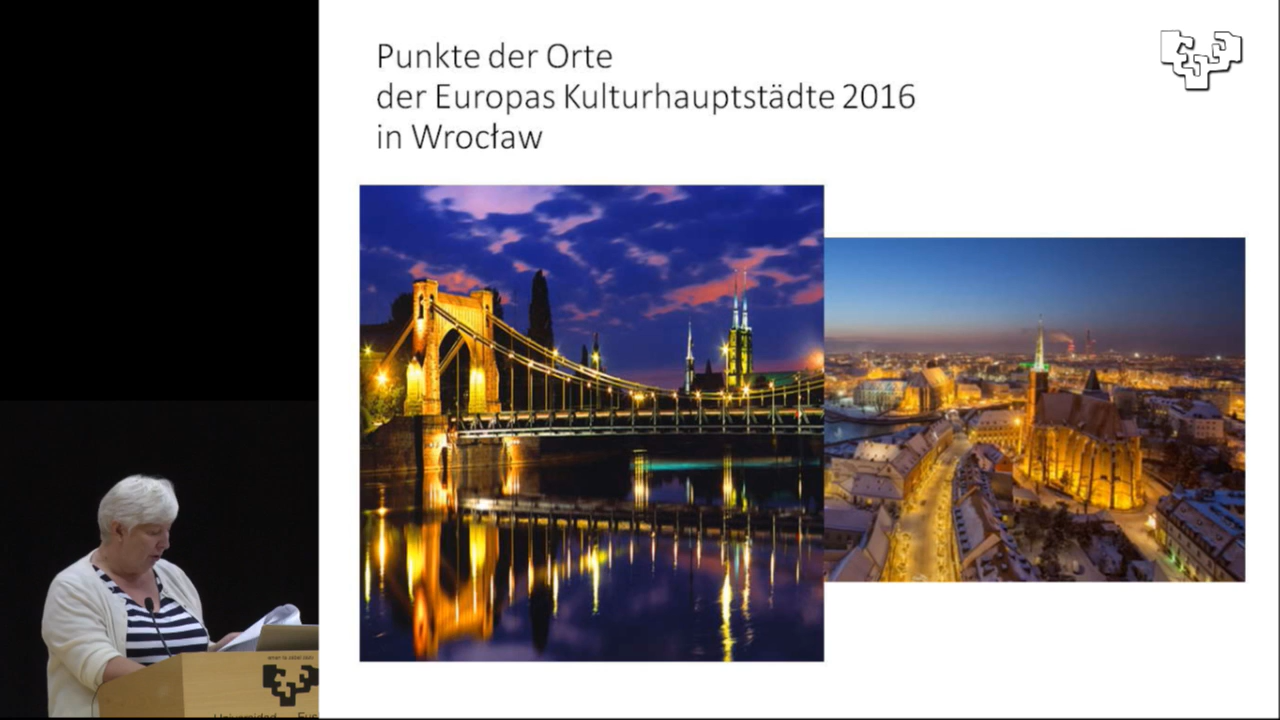 Punkte der Orte
der Europas Kulturhauptstädte 2016
in Wrocław